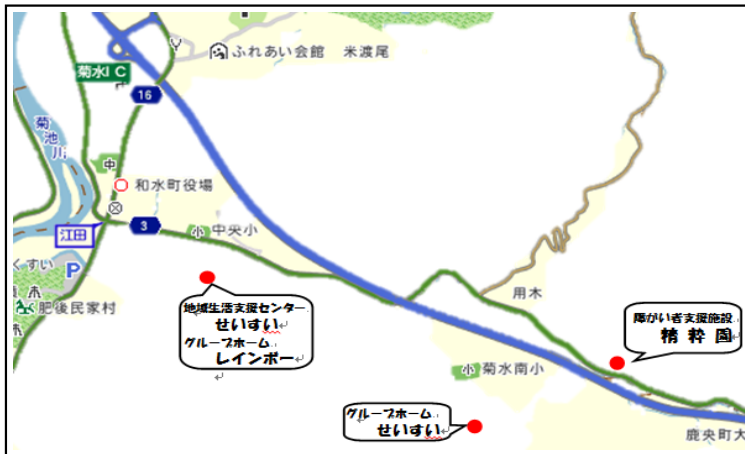 ふれあい会館 米渡尾
菊水IC
16
菊池川
中
和水町役場
3
江田
小 中央小
くすい
P
肥後民家村
地域生活支援センター
せいすい
グループホーム
レインボー
用木
障がい者支援施設
精粋園
小 菊水南小
グループホーム
せいすい
鹿央町大